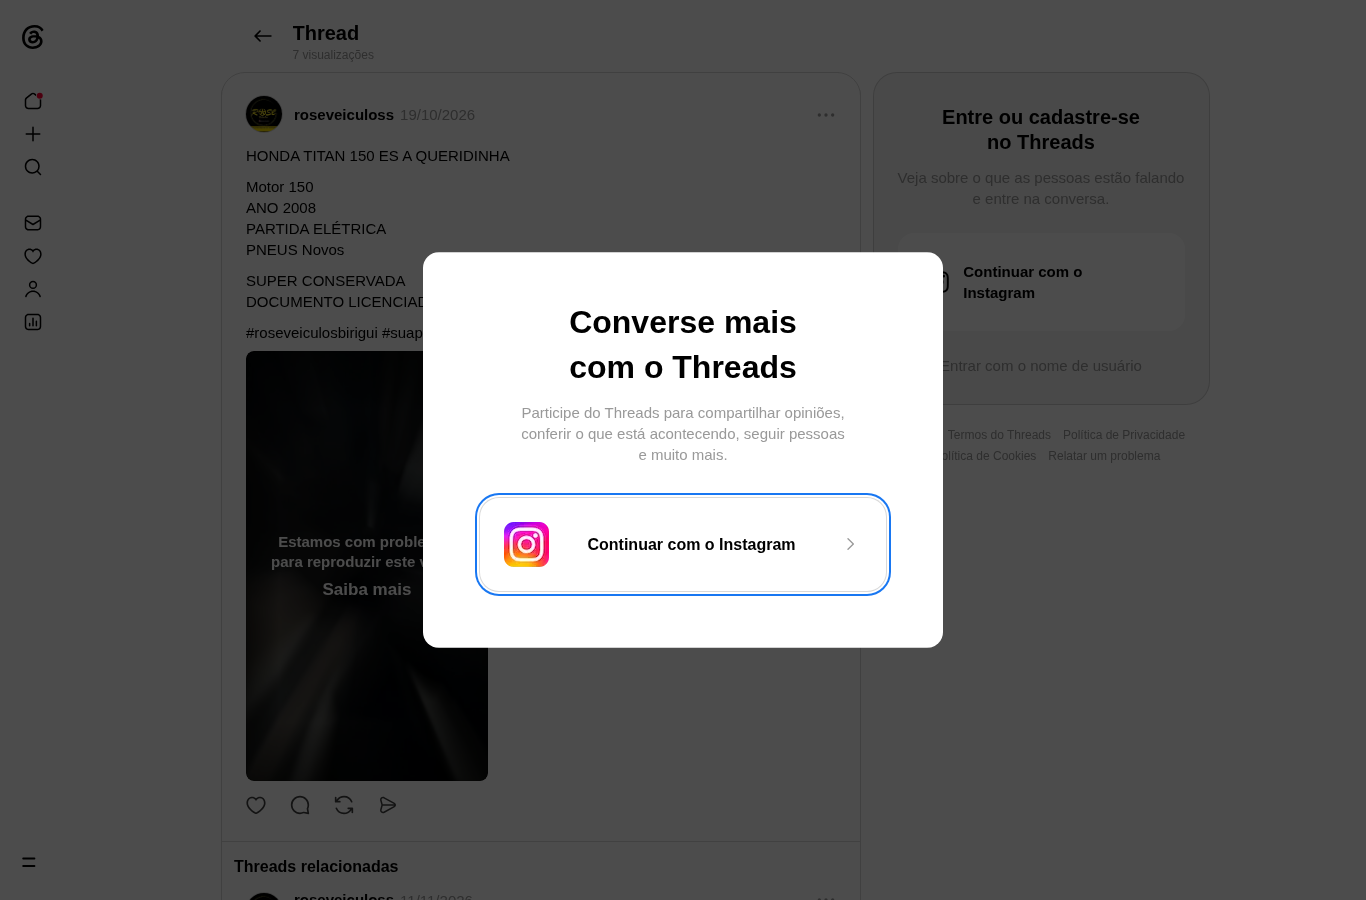 Thread
7 visualizações
roseveiculoss 19/10/2026
HONDA TITAN 150 ES A QUERIDINHA
Motor 150
ANO 2008
PARTIDA ELÉTRICA
PNEUS Novos
SUPER CONSERVADA
DOCUMENTO
#roseveiculosbirigui
Estamos com
para reproduzir este
Saiba mais
Threads relacionadas
roseveiculoss 11/11/2026
Converse mais
com o Threads
Participe do Threads para compartilhar opiniões,
conferir o que está acontecendo, seguir pessoas
e muito mais.
Continuar com o Instagram
Entre ou cadastre-se
no Threads
Veja sobre o que as pessoas estão falando
e entre na conversa.
Continuar com o
Instagram
Entrar com o nome de usuário
Termos do Threads Política de Privacidade
de Cookies Relatar um problema